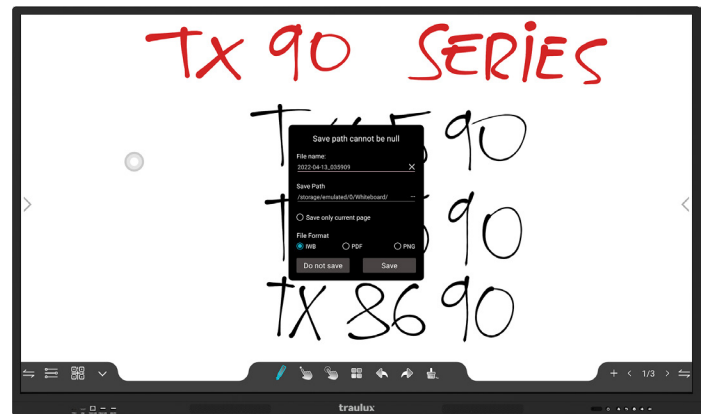 TX 90 SERIES
90
Save path cannot be null
File name:
2022-04-13_035909
Save Path
/storage/emulated/0/Whiteboard/
Save only current page
File Format
IWB PDF PNG
Do not save Save
90
TX 8690
1/3
traulux